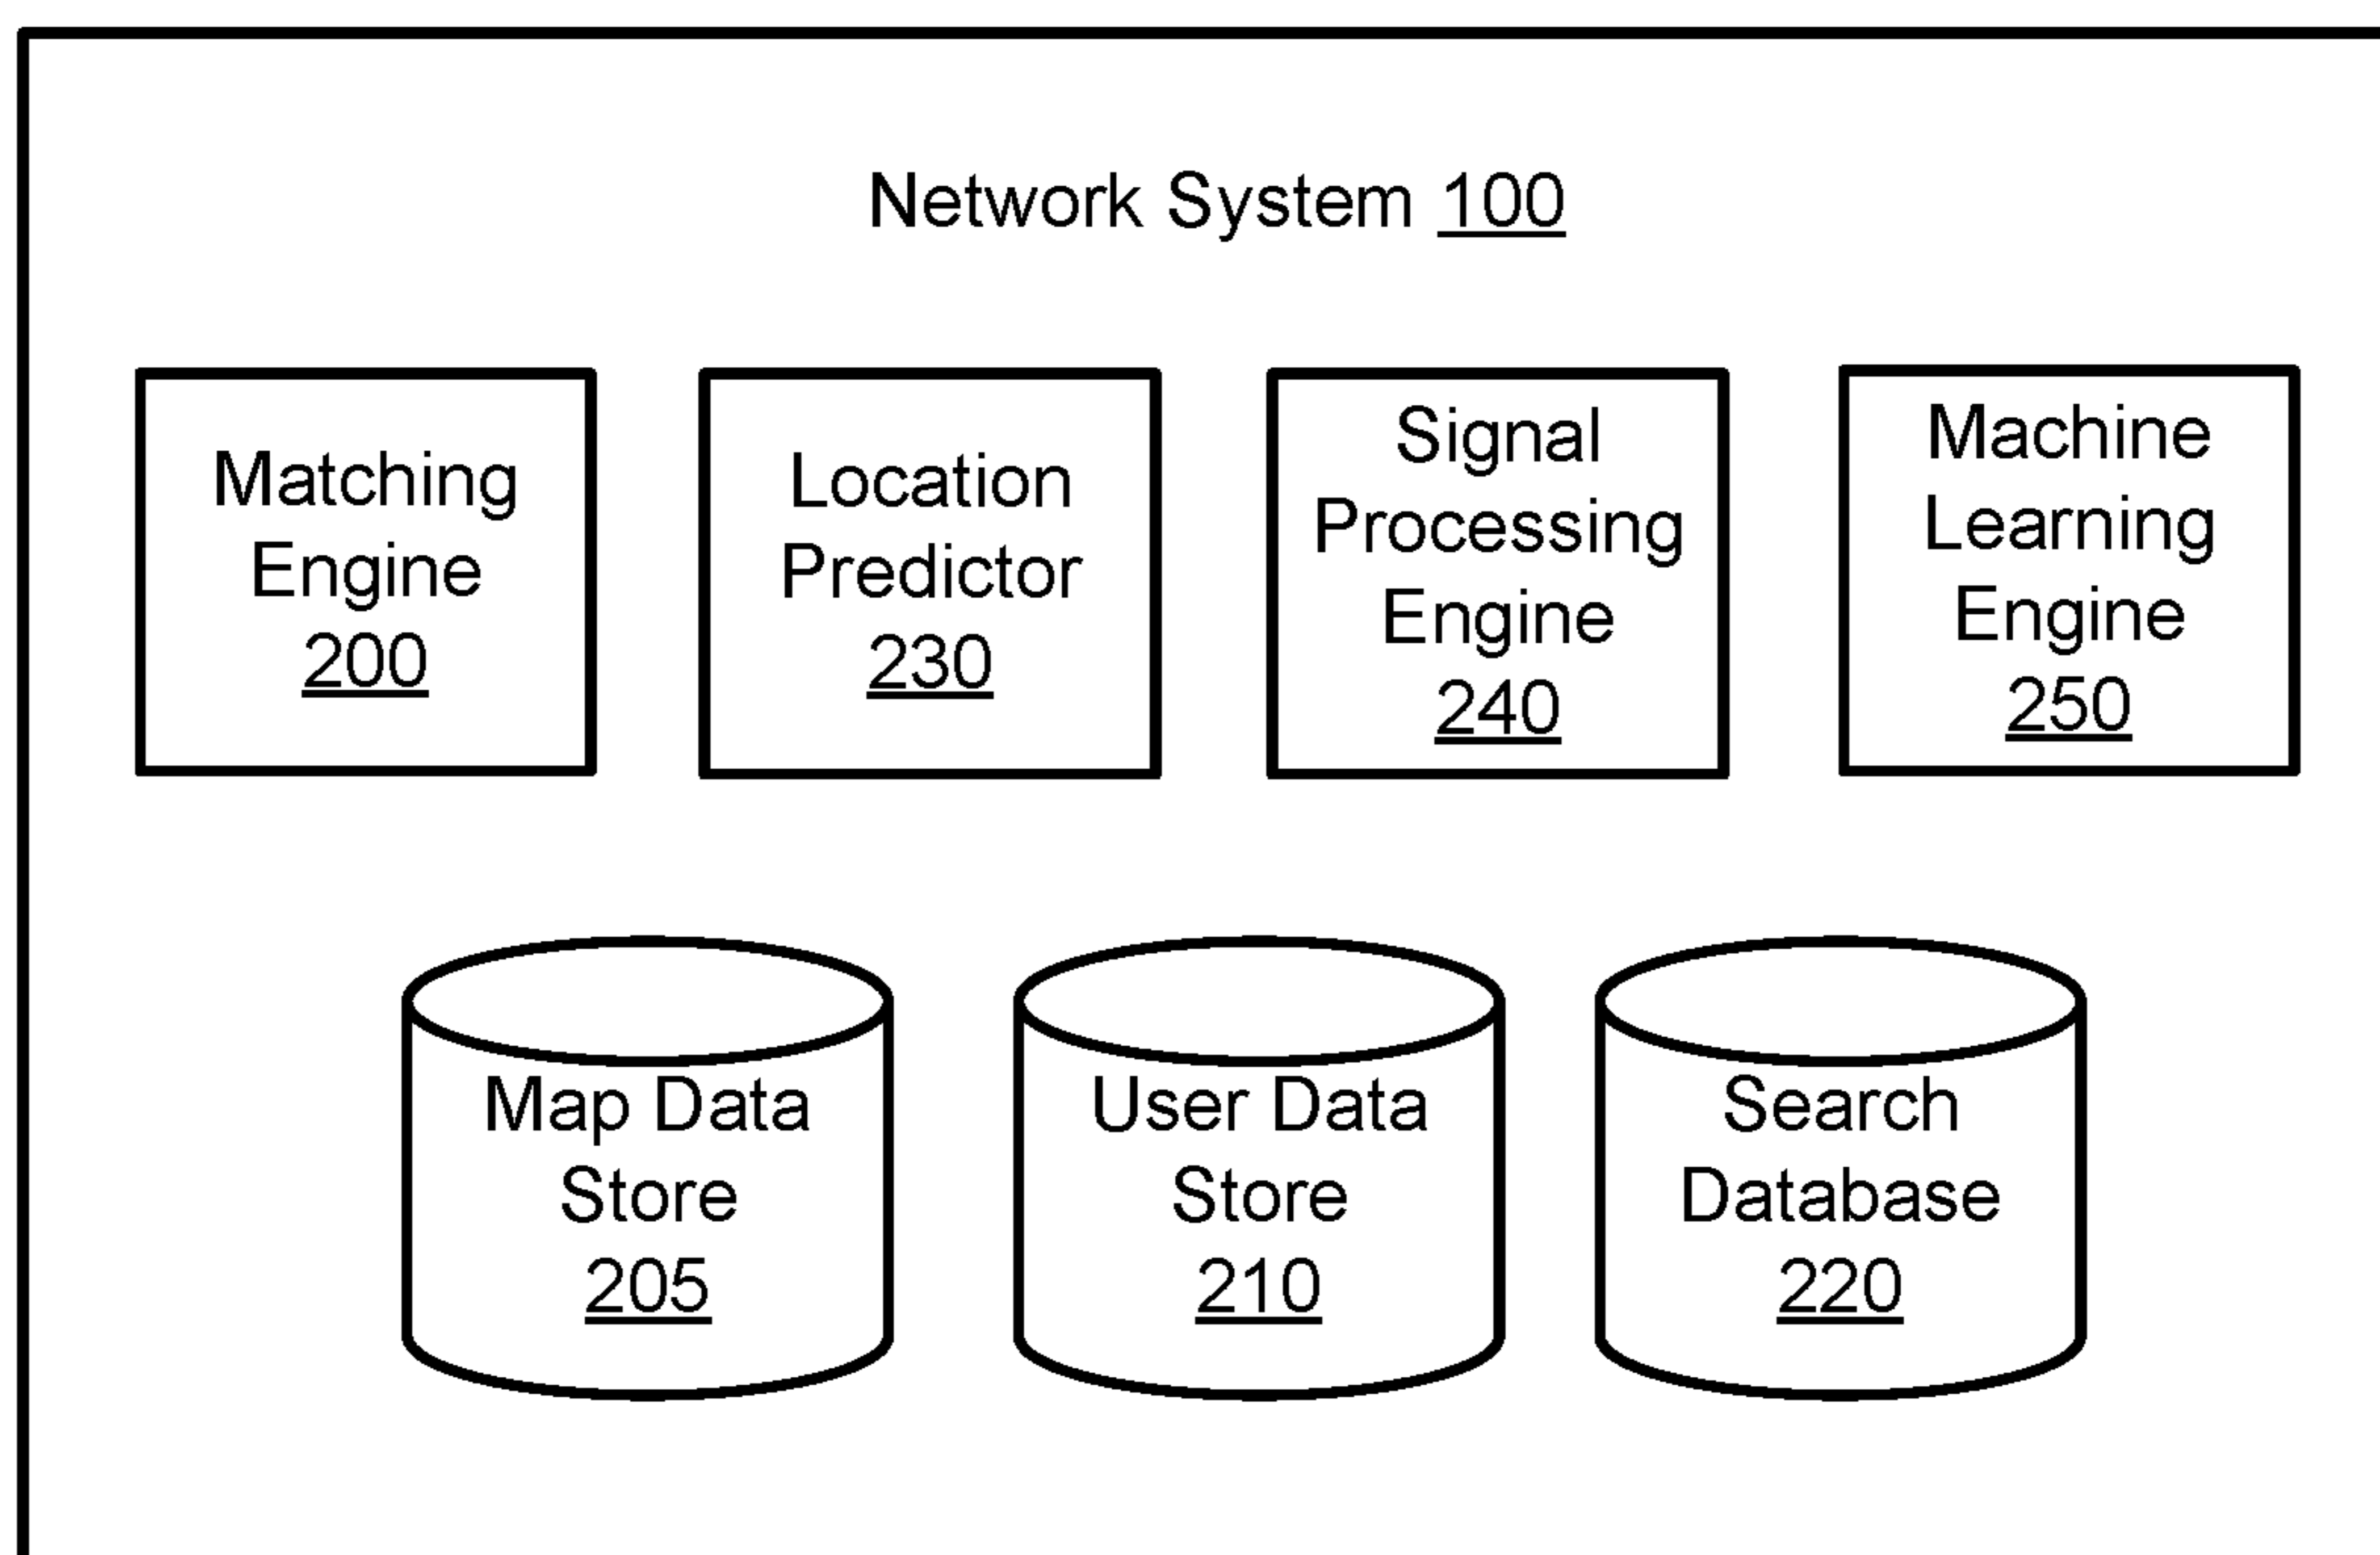 Network System 100
Matching
Engine
200
Location
Predictor
230
Signal
Processing
Engine
240
Machine
Learning
Engine
250
Map Data
Store
205
User Data
Store
210
Search
Database
220